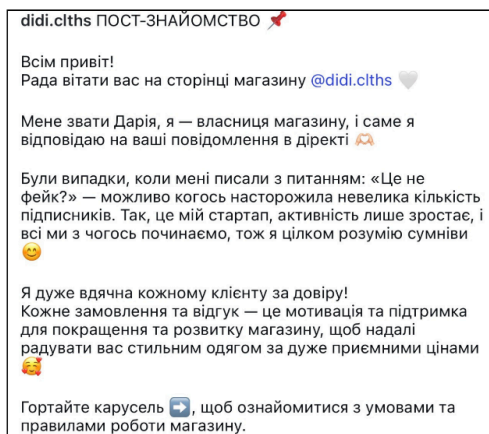 didi.clths ПОСТ-ЗНАЙОМСТВО 📌
Всім привіт!
Рада вітати вас на сторінці магазину @didi.clths 🤍
Мене звати Дарія, я — власниця магазину, і саме я
відповідаю на ваші повідомлення в діректі 🫶🏻
Були випадки, коли мені писали з питанням: «Це не
фейк?» — можливо когось насторожила невелика кількість
підписників. Так, це мій стартап, активність лише зростає, і
всі ми з чогось починаємо, тож я цілком розумію сумніви
😊
Я дуже вдячна кожному клієнту за довіру!
Кожне замовлення та відгук — це мотивація та підтримка
для покращення та розвитку магазину, щоб надалі
радувати вас стильним одягом за дуже приємними цінами
🥰
Гортайте карусель ➡️, щоб ознайомитися з умовами та
правилами роботи магазину.